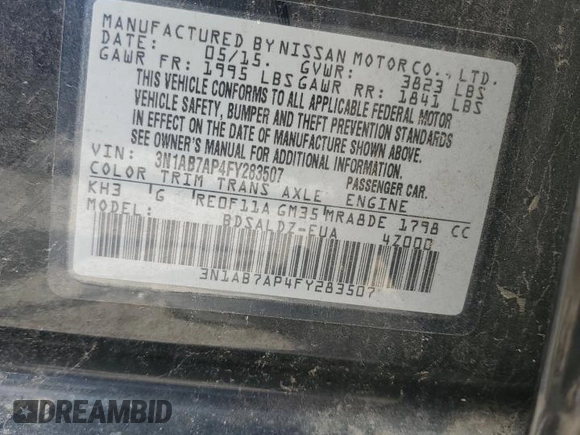 MANUFACTURED BY NISSAN MOTOR CO., LTD.
DATE: 05/15. GVWR: 3823 LBS
GAWR FR: 1995 LBS GAWR RR: 1841 LBS
THIS VEHICLE CONFORMS TO ALL APPLICABLE FEDERAL MOTOR
VEHICLE SAFETY, BUMPER AND THEFT PREVENTION STANDARDS
IN EFFECT ON THE DATE OF MANUFACTURE SHOWN ABOVE.
SEE OWNER'S MANUAL FOR ADDITIONAL INFORMATION.
VIN: 3N1AB7AP4FY283507 PASSENGER CAR.
COLOR TRIM TRANS AXLE ENGINE
KH3 G RE0F11A GM35 MRA8DE 1798 CC
MODEL: BDSALDZ-EUA 4Z000
3N1AB7AP4FY283507
DREAMBID